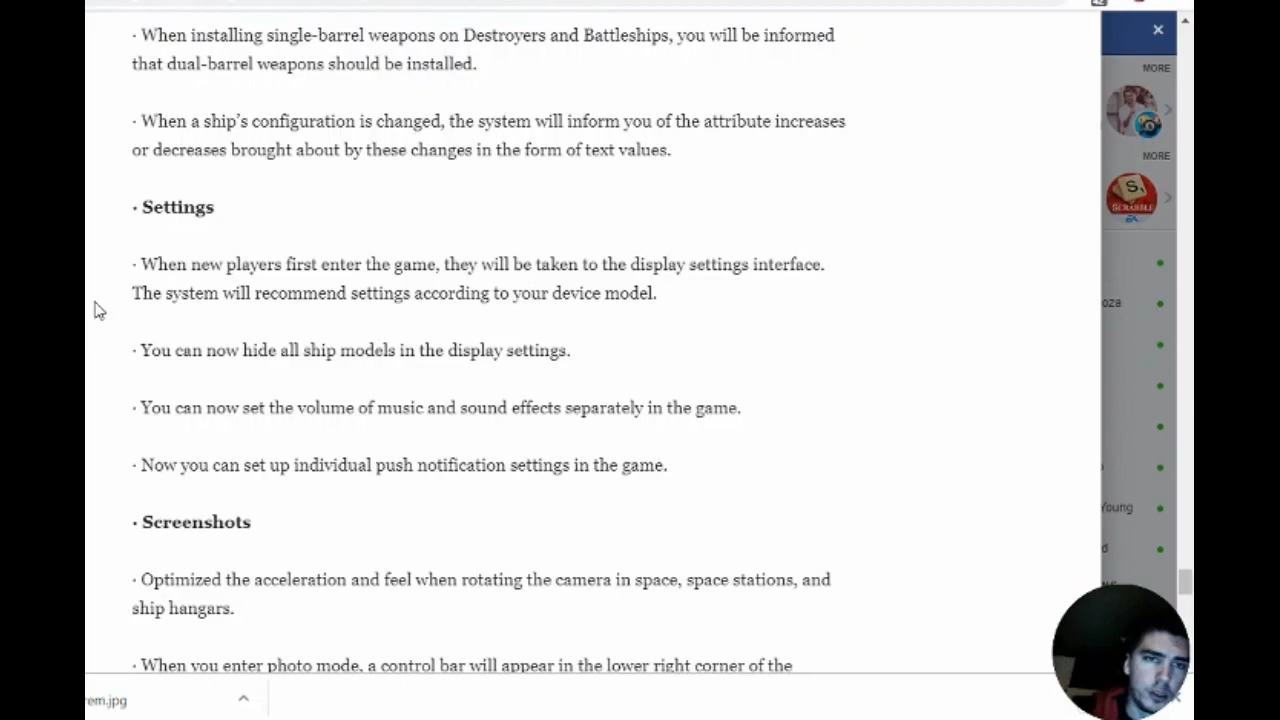 · When installing single-barrel weapons on Destroyers and Battleships, you will be informed
that dual-barrel weapons should be installed.
· When a ship's configuration is changed, the system will inform you of the attribute increases
or decreases brought about by these changes in the form of text values.
· Settings
· When new players first enter the game, they will be taken to the display settings interface.
The system will recommend settings according to your device model.
· You can now hide all ship models in the display settings.
· You can now set the volume of music and sound effects separately in the game.
· Now you can set up individual push notification settings in the game.
· Screenshots
· Optimized the acceleration and feel when rotating the camera in space, space stations, and
ship hangars.
· When you enter photo mode, a control bar will appear in the lower right corner of the
rem.jpg
MORE
MORE
S
SCRABBLE
EA
oza
Young
d